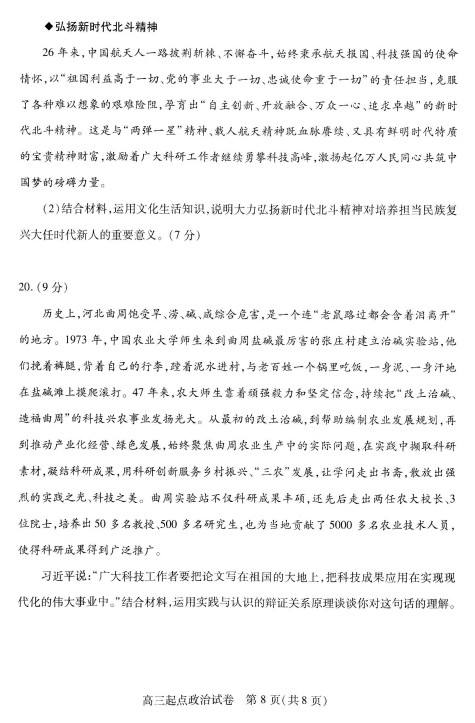 ◆弘扬新时代北斗精神
26 年来,中国航天人一路披荆斩棘、不懈奋斗,始终秉承航天报国、科技强国的使命
情怀,以“祖国利益高于一切、党的事业大于一切、忠诚使命重于一切”的责任担当,克服
了各种难以想象的艰难险阻,孕育出“自主创新、开放融合、万众一心、追求卓越”的新时
代北斗精神。这是与“两弹一星”精神、载人航天精神既血脉赓续、又具有鲜明时代特质
的宝贵精神财富,激励着广大科研工作者继续勇攀科技高峰,激扬起亿万人民同心共筑中
国梦的磅礴力量。
(2)结合材料,运用文化生活知识,说明大力弘扬新时代北斗精神对培养担当民族复
兴大任时代新人的重要意义。(7 分)
20. (9 分)
历史上,河北曲周饱受旱、涝、碱、咸综合危害,是一个连“老鼠路过都会含着泪离开”
的地方。1973 年,中国农业大学师生来到曲周盐碱最厉害的张庄村建立治碱实验站,他
们挽着裤腿,背着自己的行李,蹚着泥水进村,与老百姓一个锅里吃饭,一身泥、一身汗地
在盐碱滩上摸爬滚打。47 年来,农大师生靠着顽强毅力和坚定信念,持续把“改土治碱、
造福曲周”的科技兴农事业发扬光大。从最初的改土治碱,到帮助编制农业发展规划,再
到推动产业化经营、绿色发展,始终聚焦曲周农业生产中的实际问题,在实践中撷取科研
素材,凝结科研成果,用科研创新服务乡村振兴、“三农”发展,让学问走出书斋,散放出强
烈的实践之光、科技之美。曲周实验站不仅科研成果丰硕,还先后走出两任农大校长、3
位院士,培养出 50 多名教授、500 多名研究生,也为当地贡献了 5000 多名农业技术人员,
使得科研成果得到广泛推广。
习近平说:“广大科技工作者要把论文写在祖国的大地上,把科技成果应用在实现现
代化的伟大事业中。”结合材料,运用实践与认识的辩证关系原理谈谈你对这句话的理解。
高三起点政治试卷 第 8 页(共 8 页)